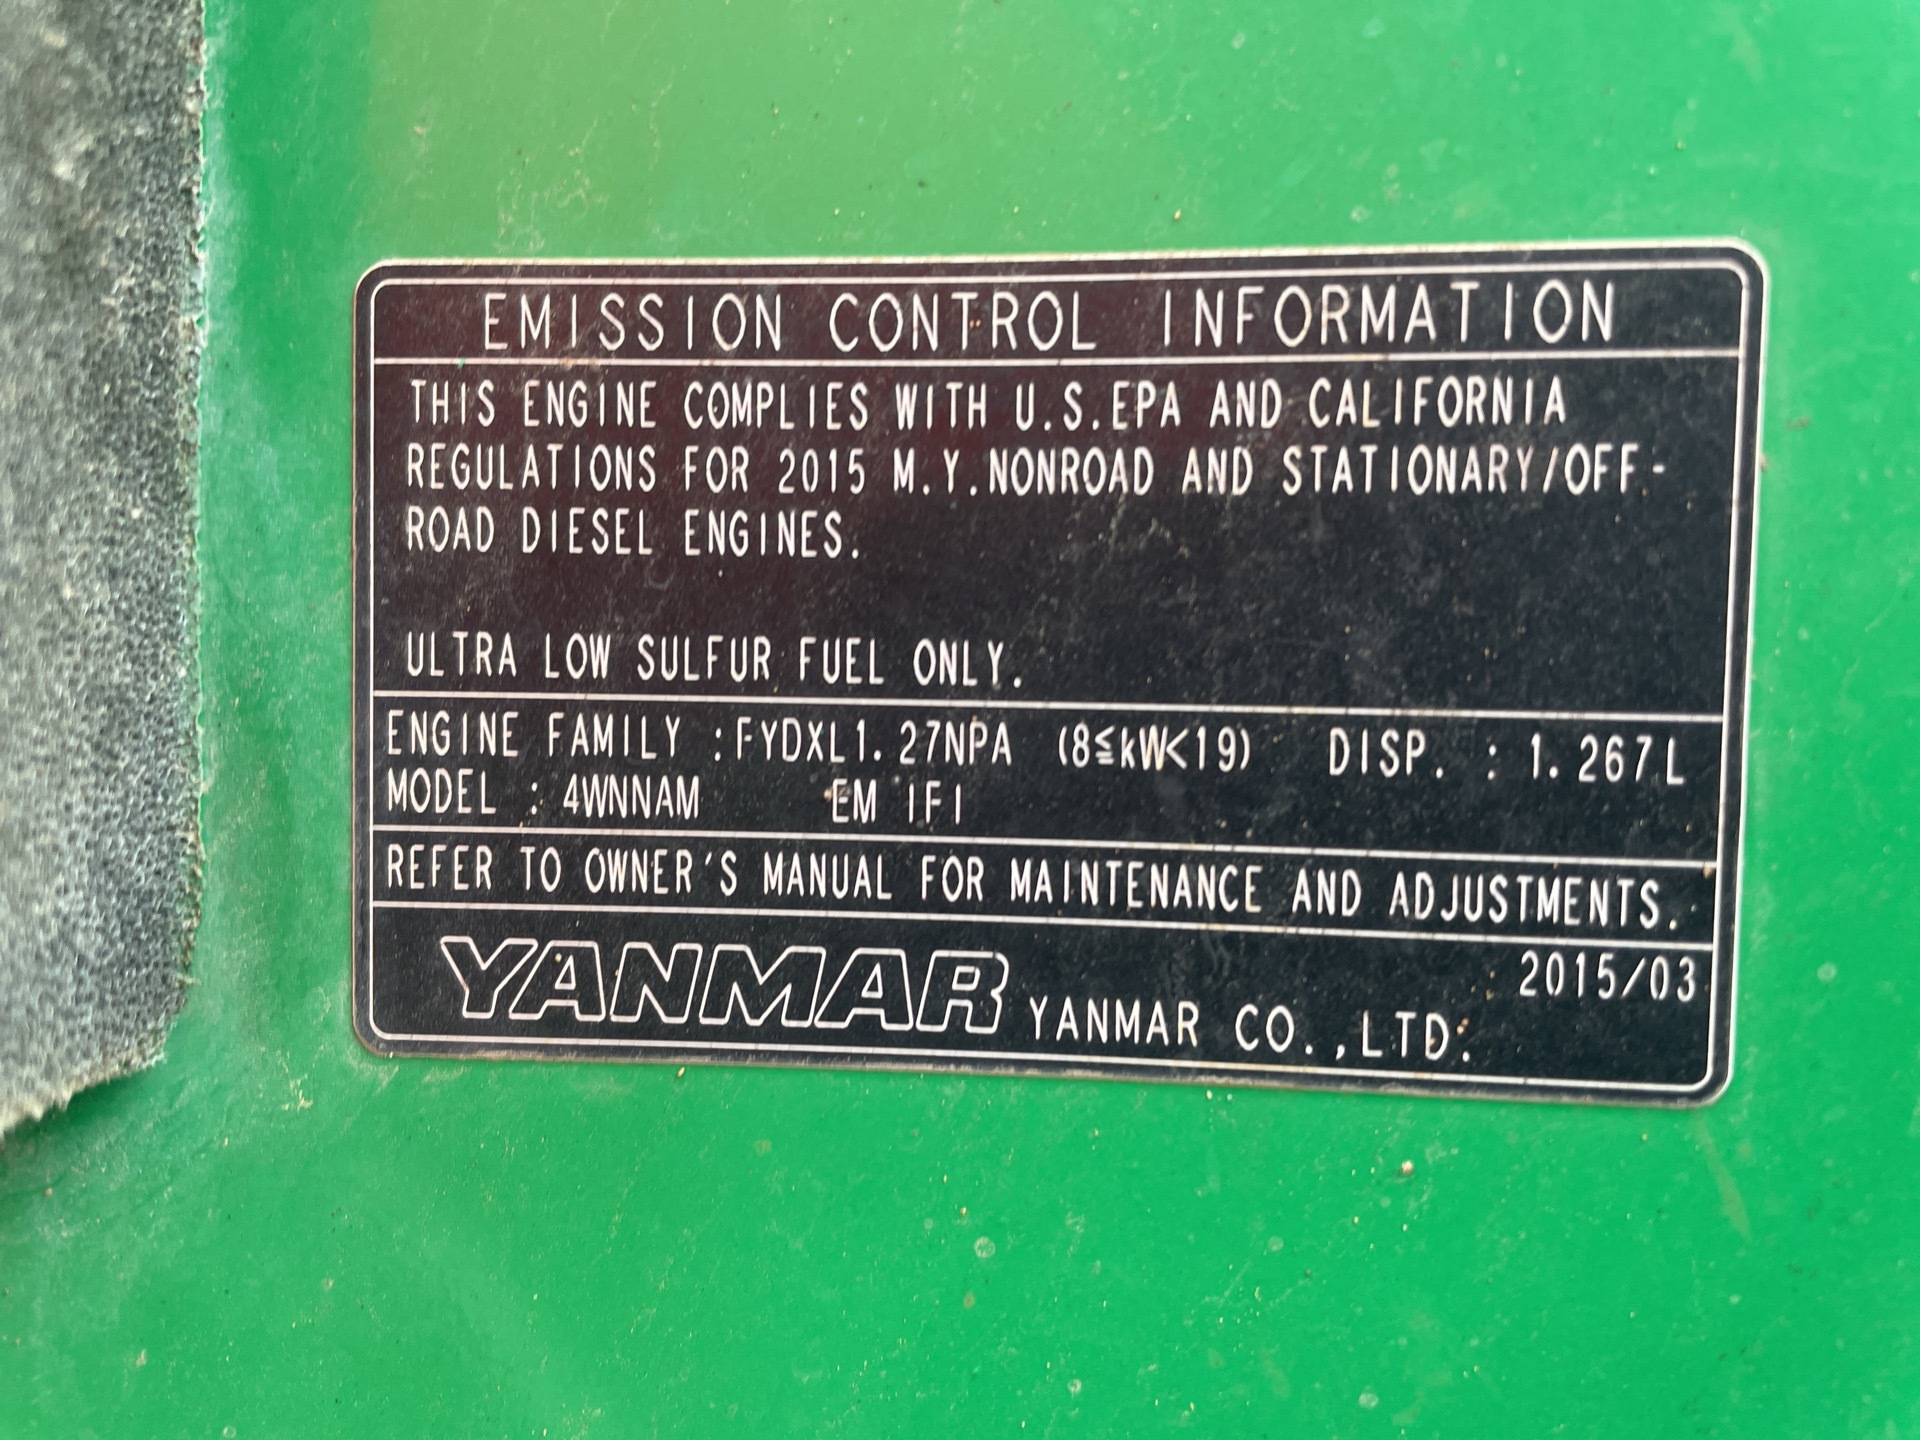 EMISSION CONTROL INFORMATION
THIS ENGINE COMPLIES WITH U.S.EPA AND CALIFORNIA
REGULATIONS FOR 2015 M.Y.NONROAD AND STATIONARY/OFF-
ROAD DIESEL ENGINES.
ULTRA LOW SULFUR FUEL ONLY.
ENGINE FAMILY :FYDXL1.27NPA (8≦kW<19) DISP. : 1.267L
MODEL : 4WNNAM EM IFI
REFER TO OWNER'S MANUAL FOR MAINTENANCE AND ADJUSTMENTS.
2015/03
YANMAR YANMAR CO.,LTD.